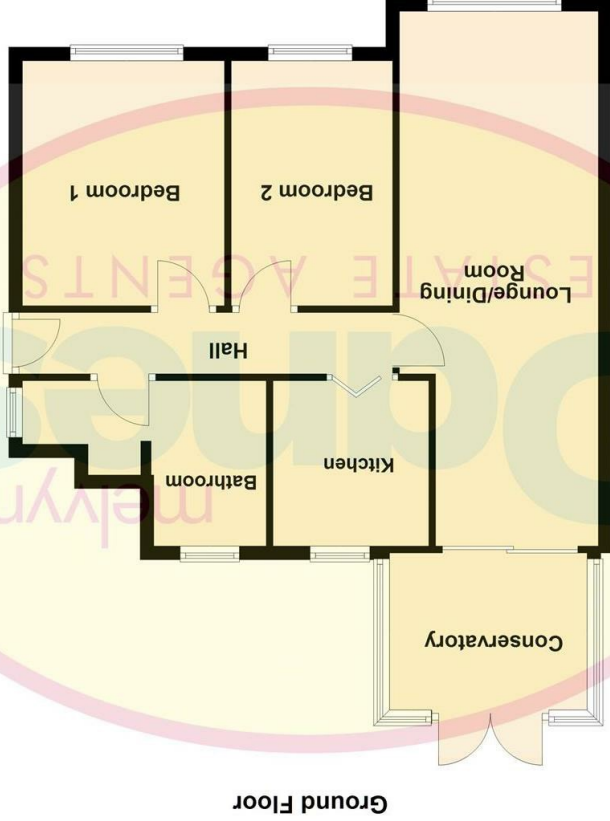 Ground Floor
Conservatory
Kitchen
Bathroom
Hall
Lounge/Dining
Room
Bedroom 2
Bedroom 1
melvyn
ESTATE AGENTS